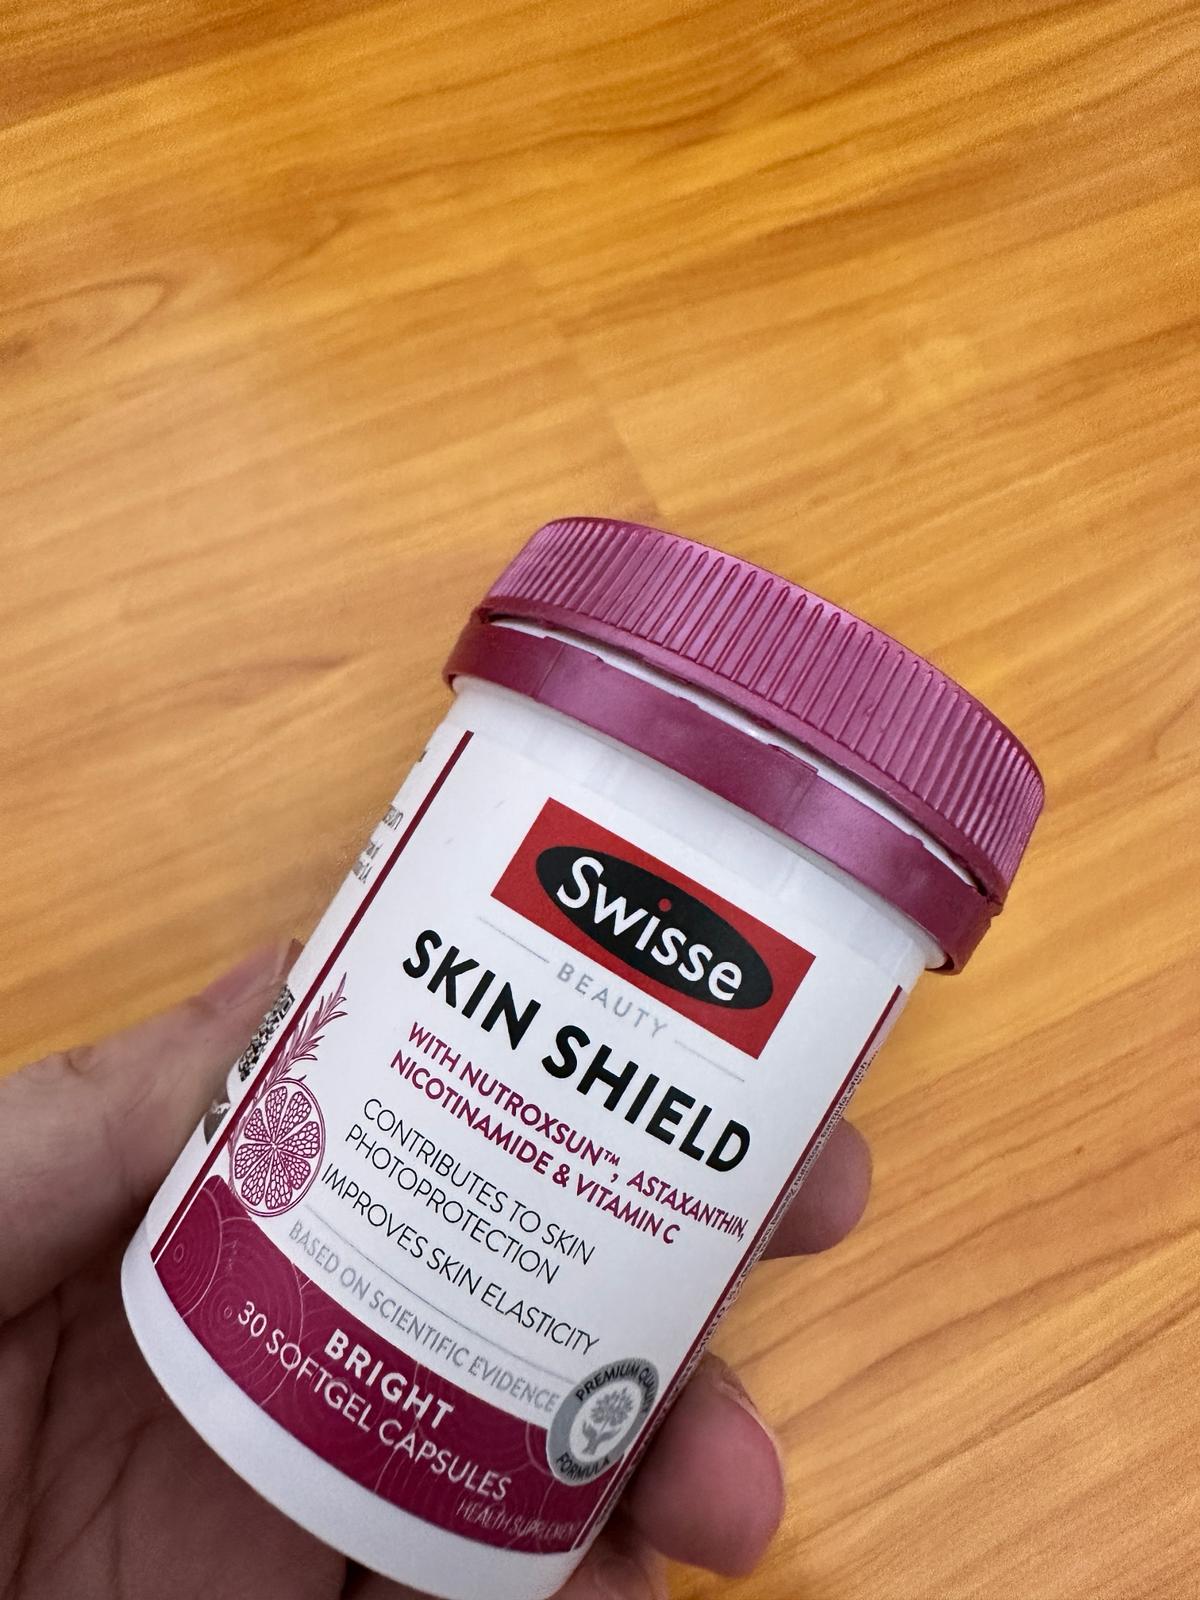 Swisse
BEAUTY
SKIN SHIELD
WITH NUTROXSUN™, ASTAXANTHIN,
NICOTINAMIDE & VITAMIN C
CONTRIBUTES TO SKIN
PHOTOPROTECTION
IMPROVES SKIN ELASTICITY
BASED ON SCIENTIFIC EVIDENCE
BRIGHT
30 SOFTGEL CAPSULES
HEALTH SUPPLEMENT
PREMIUM QUALITY
FORMULA